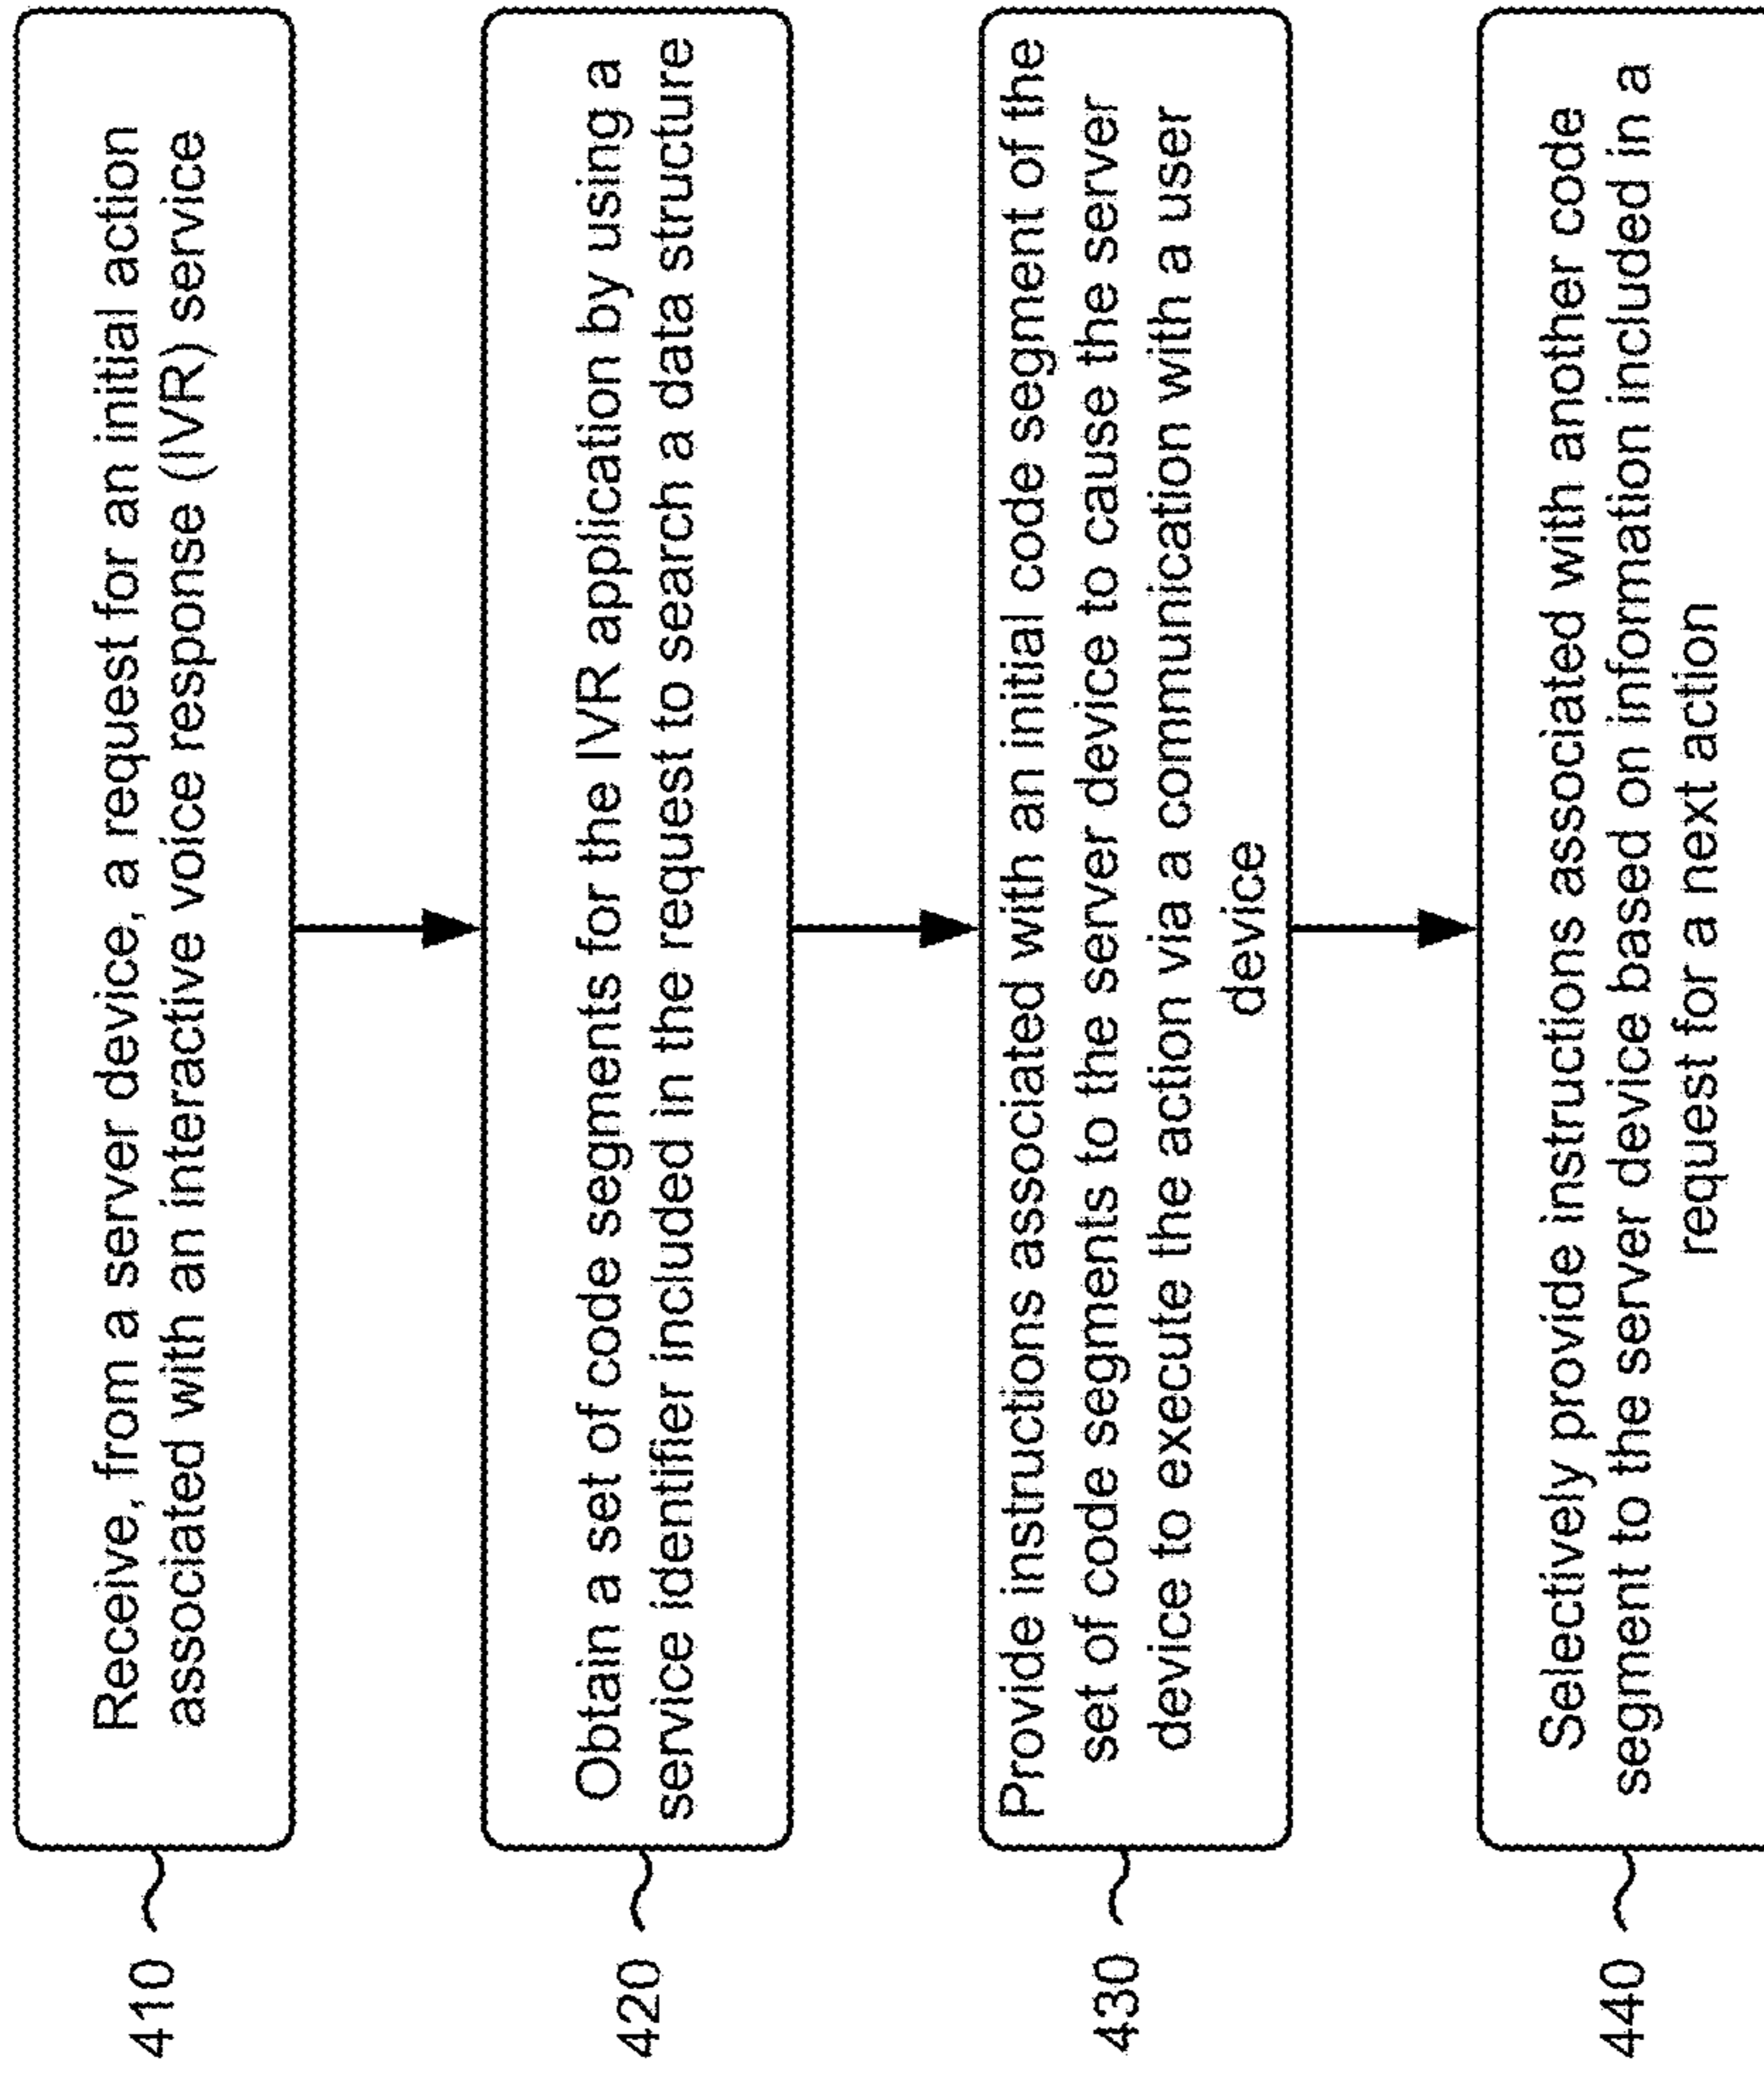 410
Receive, from a server device, a request for an initial action
associated with an interactive voice response (IVR) service
420
Obtain a set of code segments for the IVR application by using a
service identifier included in the request to search a data structure
430
Provide instructions associated with an initial code segment of the
set of code segments to the server device to cause the server
device to execute the action via a communication with a user
device
440
Selectively provide instructions associated with another code
segment to the server device based on information included in a
request for a next action